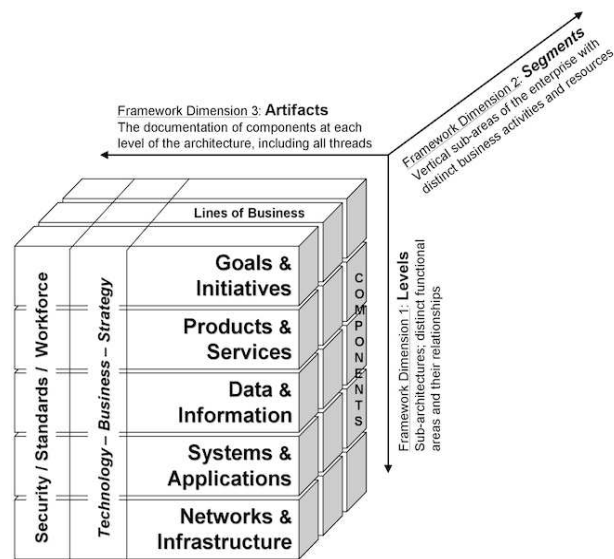 Framework Dimension 3: Artifacts
The documentation of components at each
level of the architecture, including all threads
Framework Dimension 2: Segments
Vertical sub-areas of the enterprise with
distinct business activities and resources
Lines of Business
Goals &
Initiatives
Products &
Services
Data &
Information
Systems &
Applications
Networks &
Infrastructure
Security / Standards / Workforce
Technology – Business – Strategy
COMPONENTS
Framework Dimension 1: Levels
Sub-architectures; distinct functional
areas and their relationships